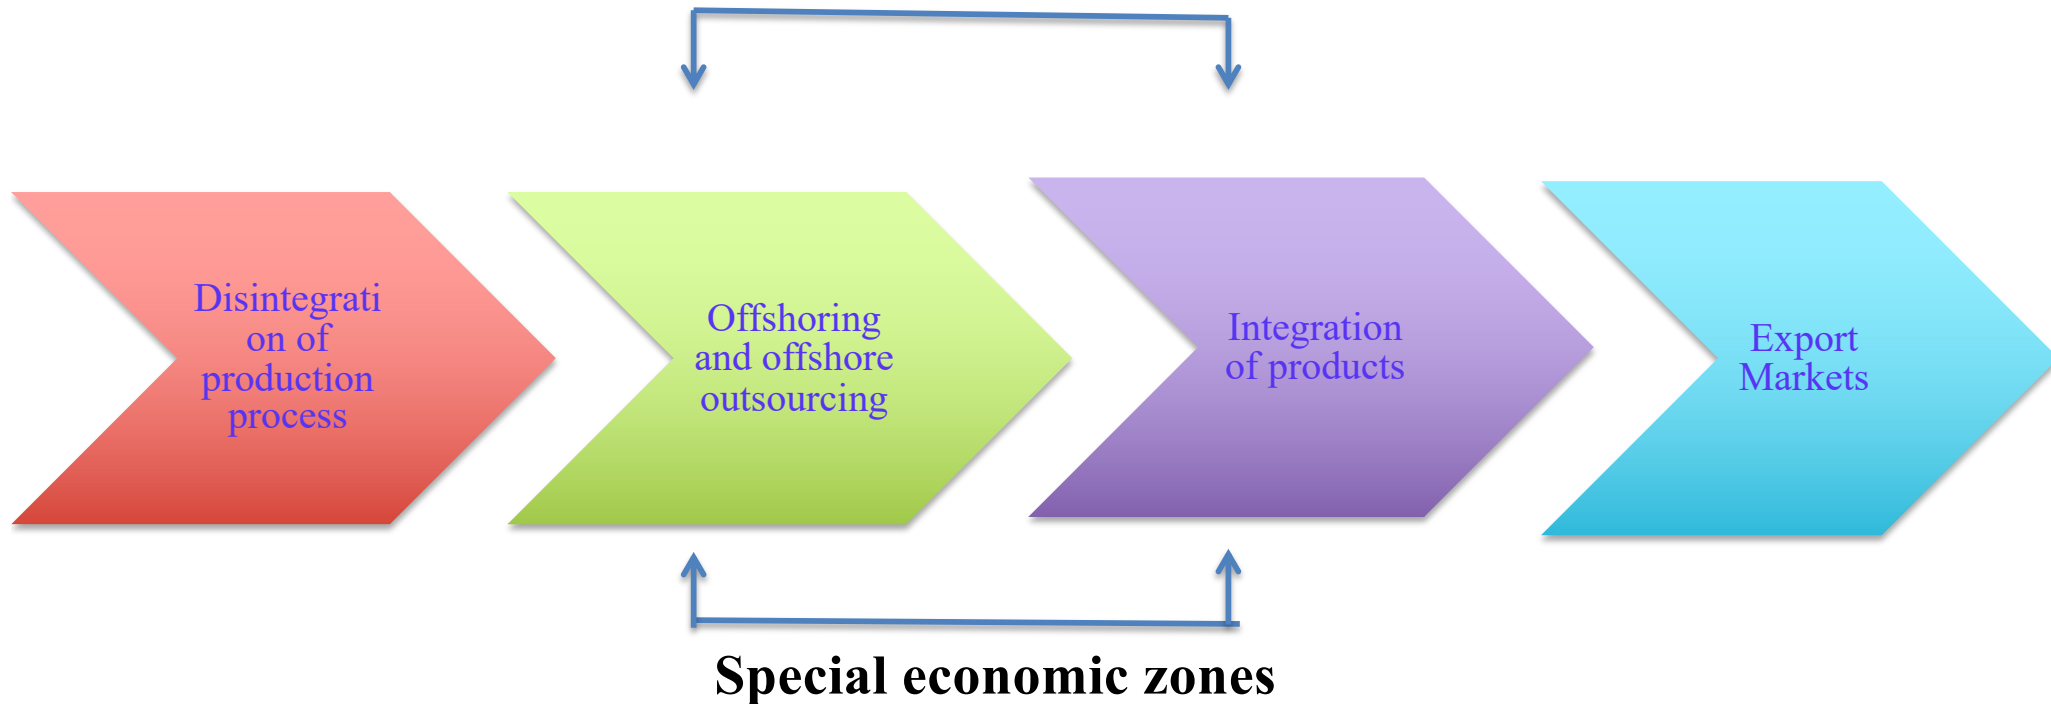 Disintegrati
on of
production
process
Offshoring
and offshore
outsourcing
Integration
of products
Export
Markets
Special economic zones